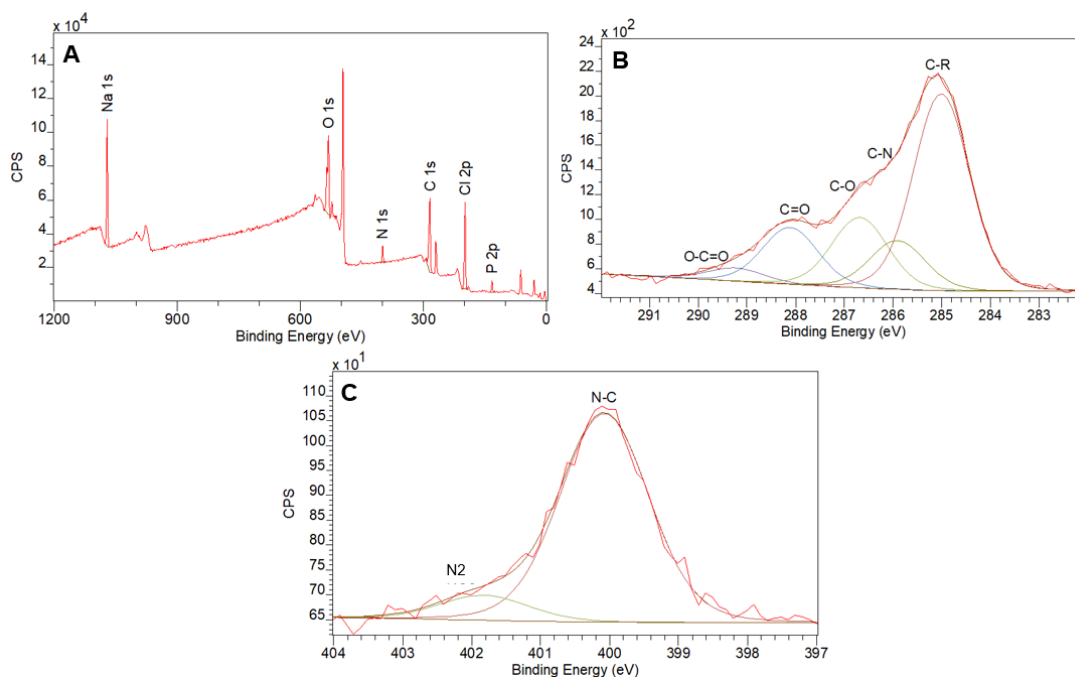 x 10^4
A
14
12
10
8
6
4
2
CPS
Na 1s
O 1s
N 1s
C 1s
Cl 2p
P 2p
1200
900
600
300
0
Binding Energy (eV)
x 10^2
B
24
22
20
18
16
14
12
10
8
6
4
CPS
C-R
C-N
C-O
C=O
O-C=O
291
290
289
288
287
286
285
284
283
Binding Energy (eV)
x 10^1
C
110
105
100
95
90
85
80
75
70
65
CPS
N-C
N2
404
403
402
401
400
399
398
397
Binding Energy (eV)